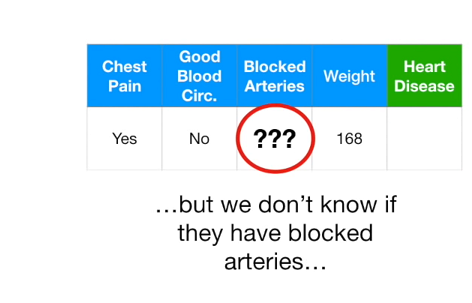 Chest Pain
Good Blood Circ.
Blocked Arteries
Weight
Heart Disease
Yes
No
???
168
…but we don’t know if
they have blocked
arteries…